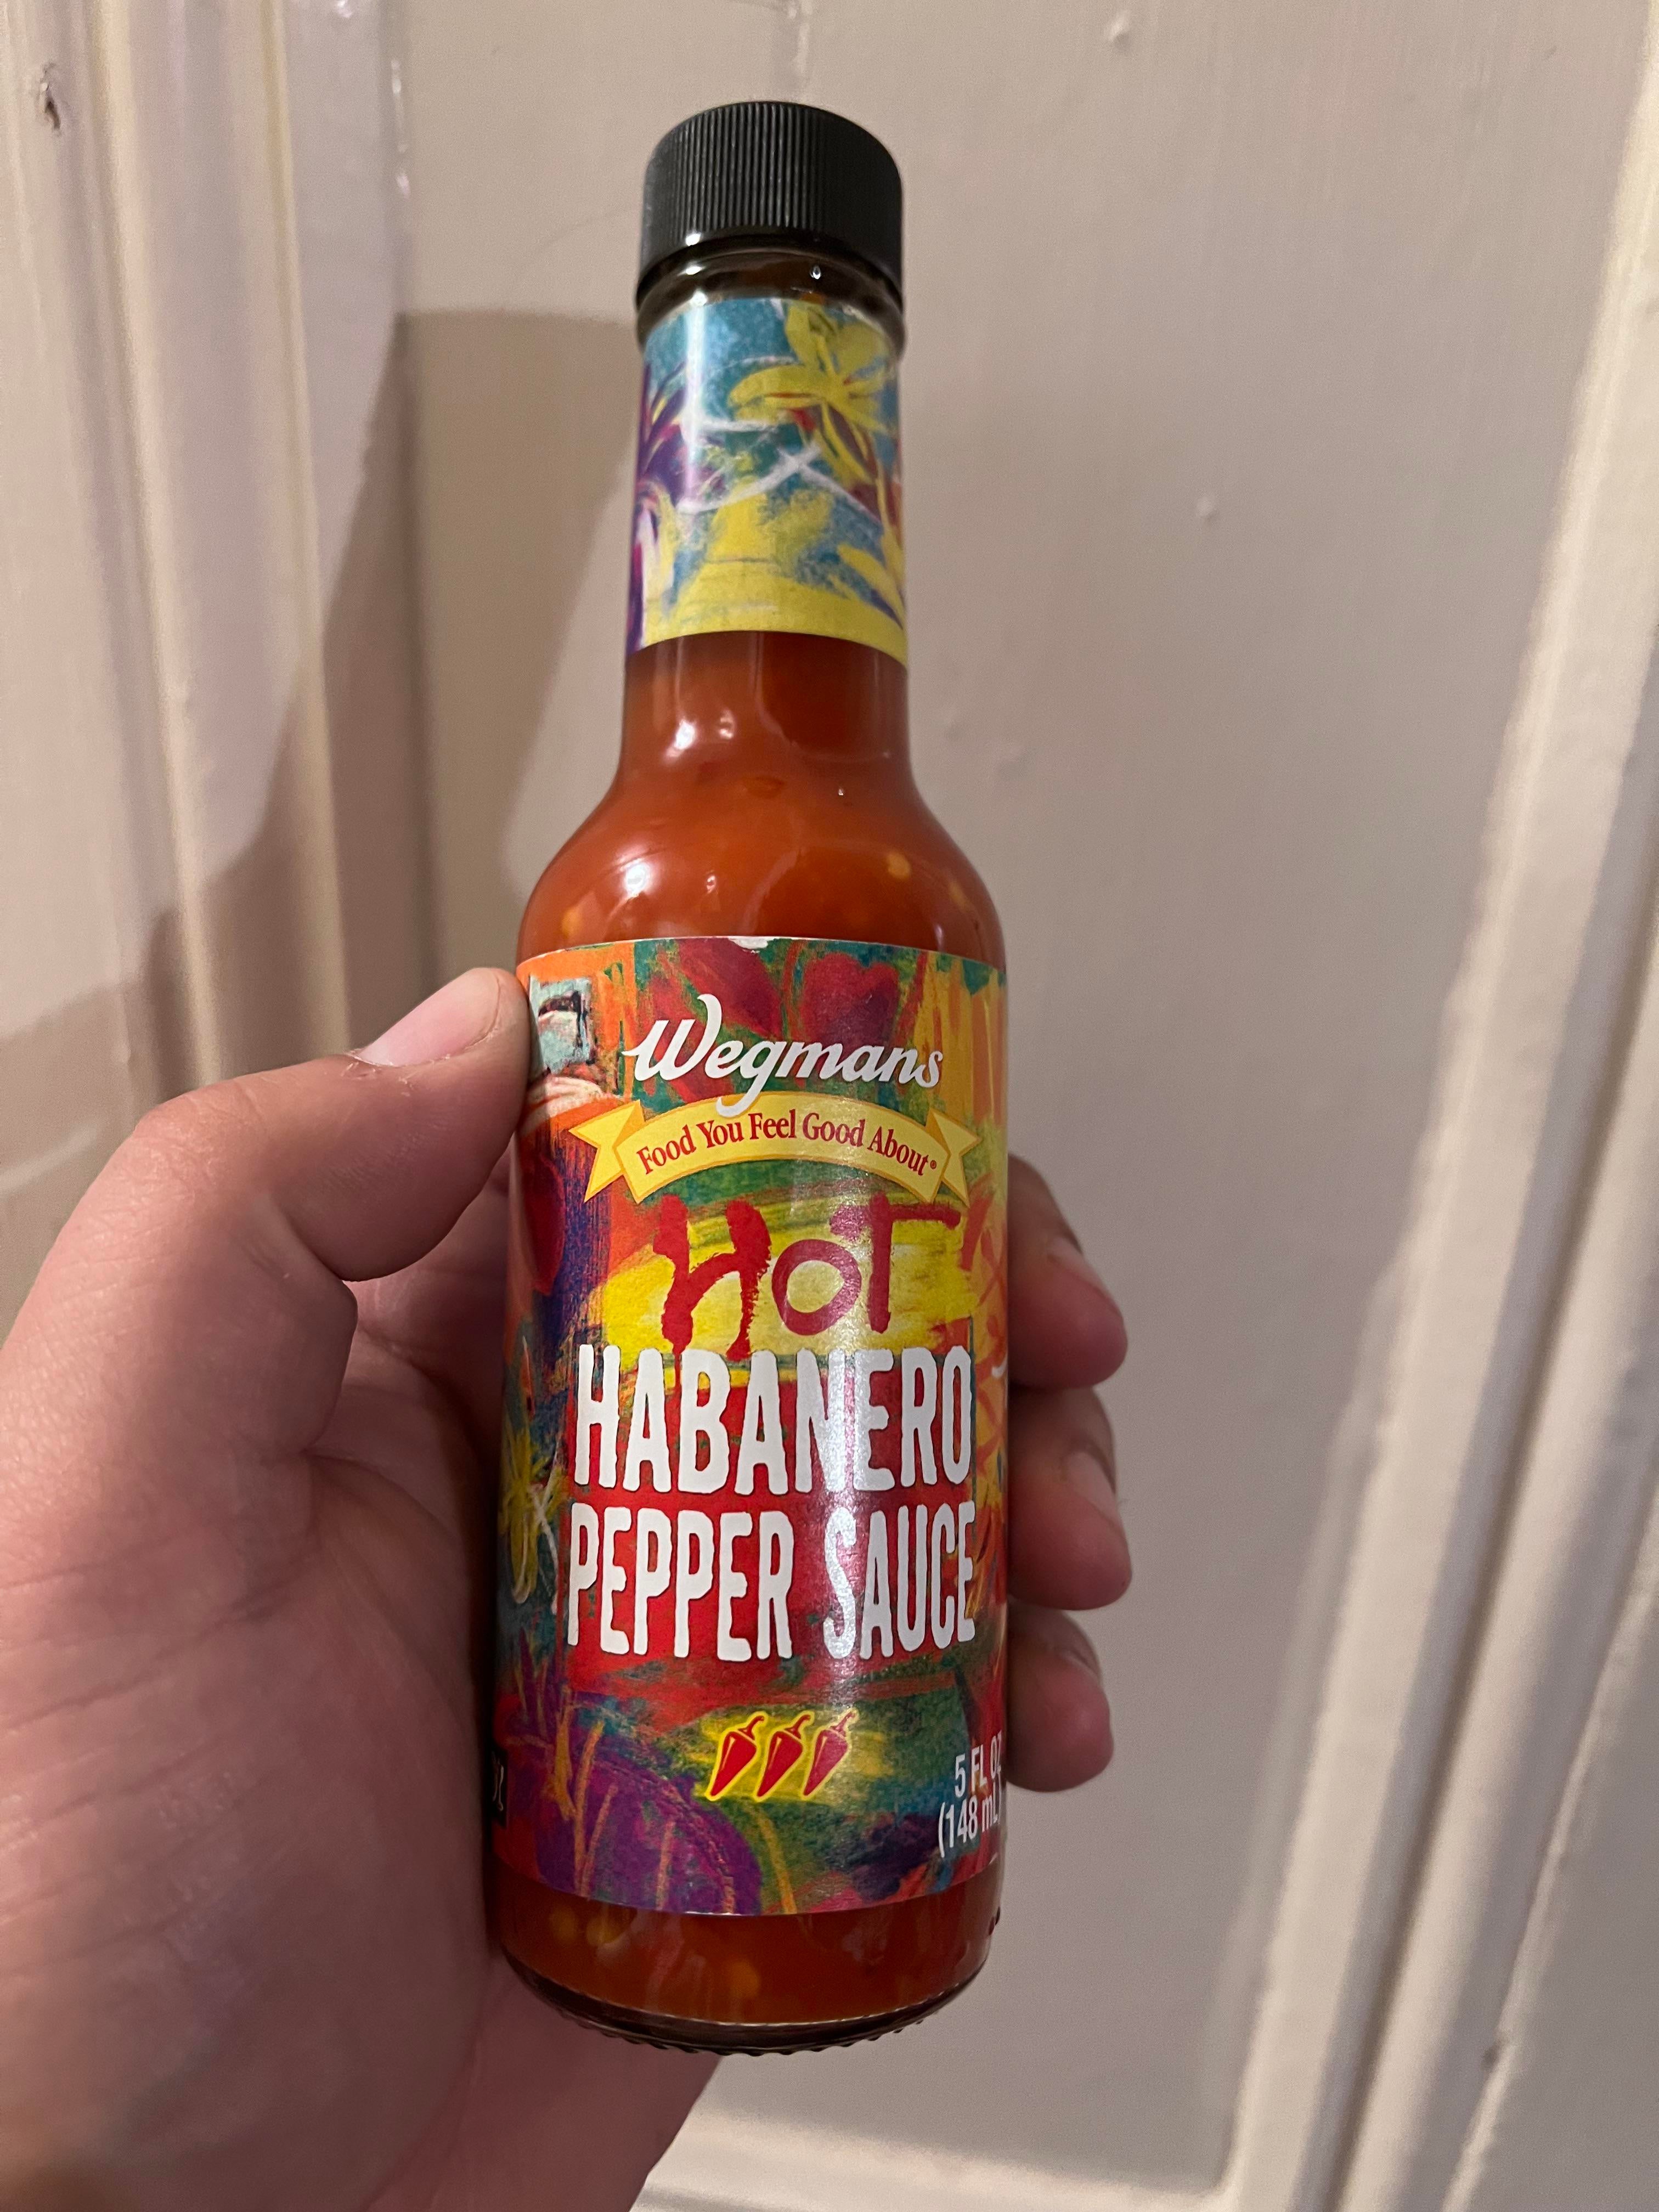 Wegmans
Food You Feel Good About®
HOT
HABANERO
PEPPER SAUCE
5 FL OZ
(148 mL)